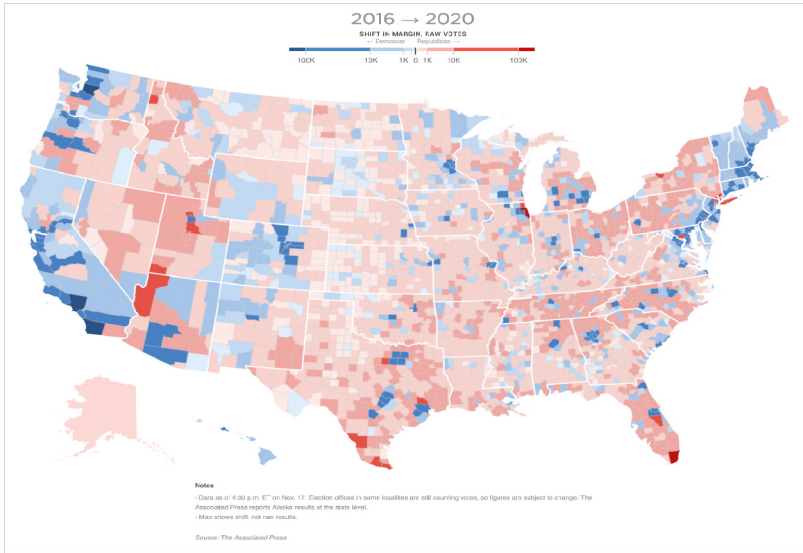 2016 → 2020
SHIFT IN MARGIN, RAW VOTES
← Democrat Republican →
100K 10K 1K 0 1K 10K 100K
Notes
- Data as of 4:30 p.m. ET on Nov. 17. Election offices in some localities are still counting votes, so figures are subject to change. The
Associated Press reports Alaska results at the state level.
- Map shows shift, not raw results.
Source: The Associated Press